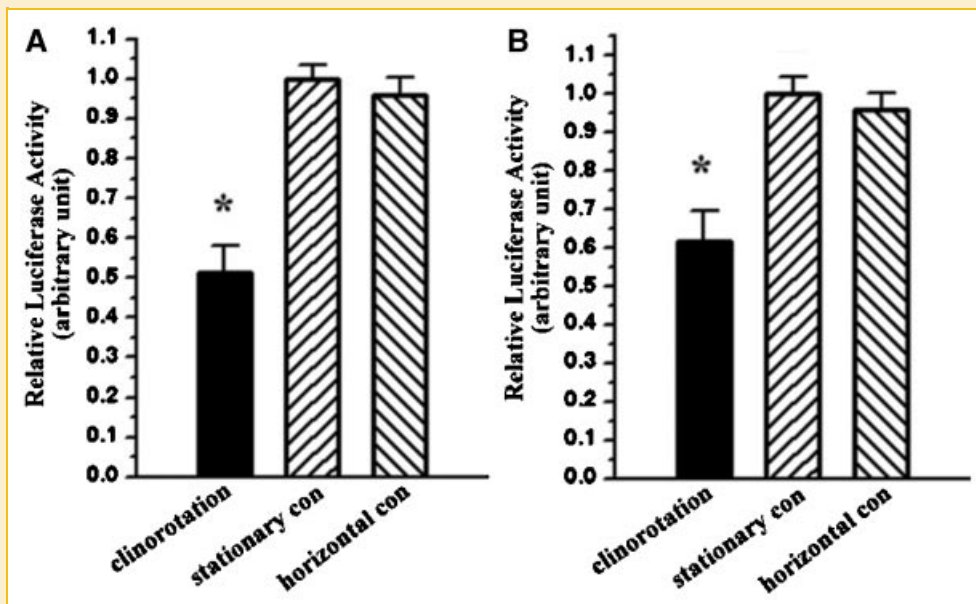 A
Relative Luciferase Activity
(arbitrary unit)
1.1
1.0
0.9
0.8
0.7
0.6
0.5
0.4
0.3
0.2
0.1
0.0
*
clinorotation
stationary con
horizontal con
B
Relative Luciferase Activity
(arbitrary unit)
1.1
1.0
0.9
0.8
0.7
0.6
0.5
0.4
0.3
0.2
0.1
0.0
*
clinorotation
stationary con
horizontal con